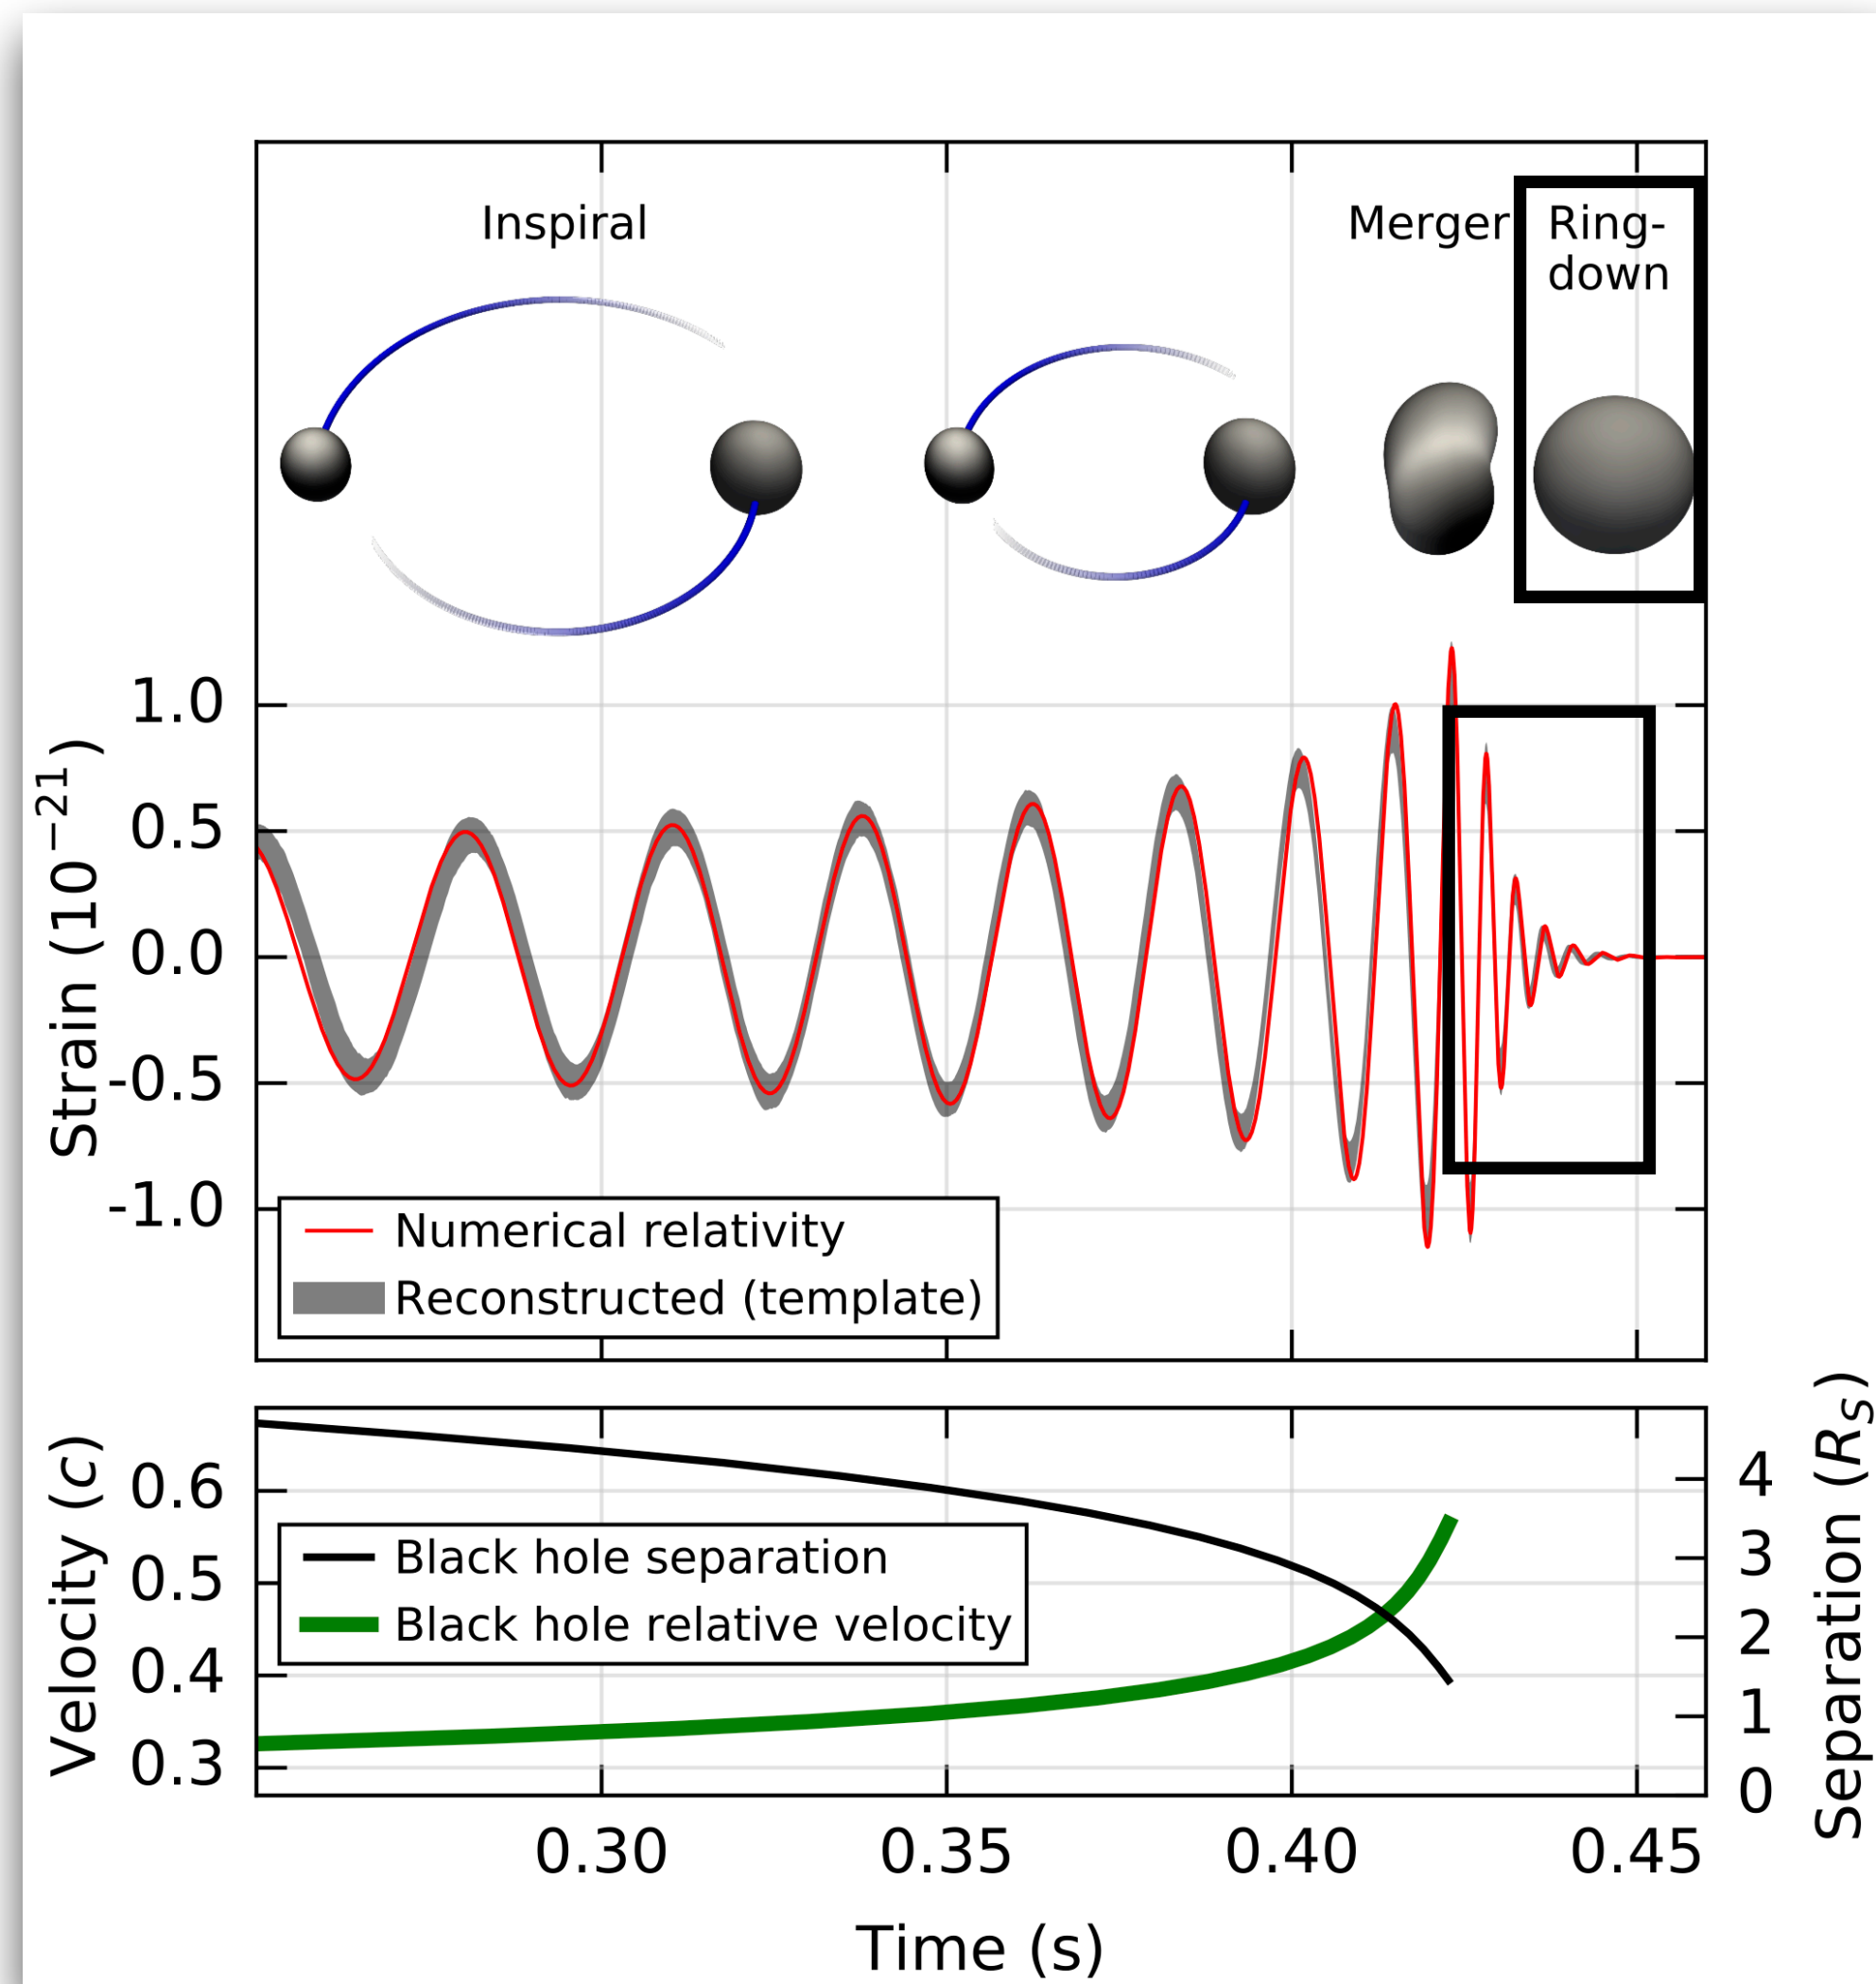 Inspiral
Merger
Ring-
down
Strain (10⁻²¹)
1.0
0.5
0.0
-0.5
-1.0
Numerical relativity
Reconstructed (template)
Velocity (c)
0.6
0.5
0.4
0.3
Black hole separation
Black hole relative velocity
4
3
2
1
0
Separation (R_S)
0.30 0.35 0.40 0.45
Time (s)